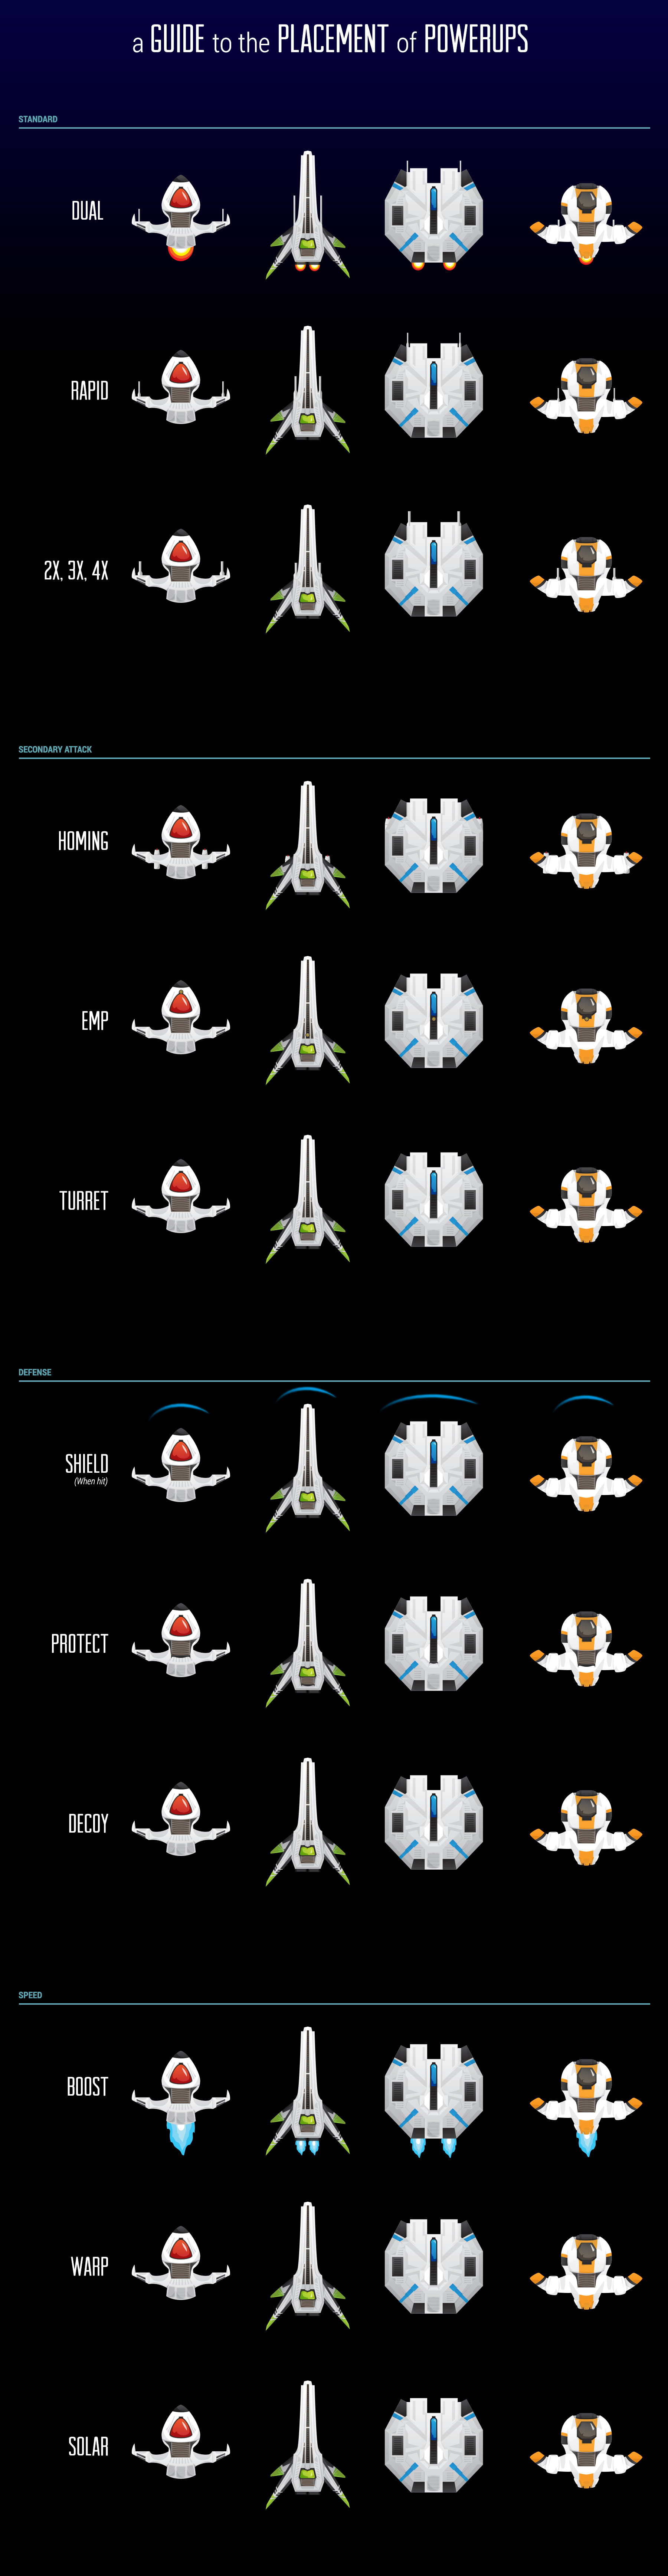 a GUIDE to the PLACEMENT of POWERUPS
STANDARD
DUAL
RAPID
2X, 3X, 4X
SECONDARY ATTACK
HOMING
EMP
TURRET
DEFENSE
SHIELD
(When hit)
PROTECT
DECOY
SPEED
BOOST
WARP
SOLAR